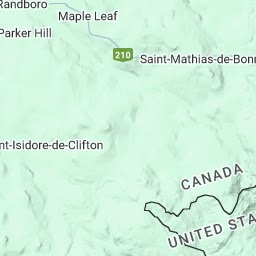 Randboro
Maple Leaf
Parker Hill
210
Saint-Mathias-de-Bonn
nt-Isidore-de-Clifton
CANADA
UNITED STA